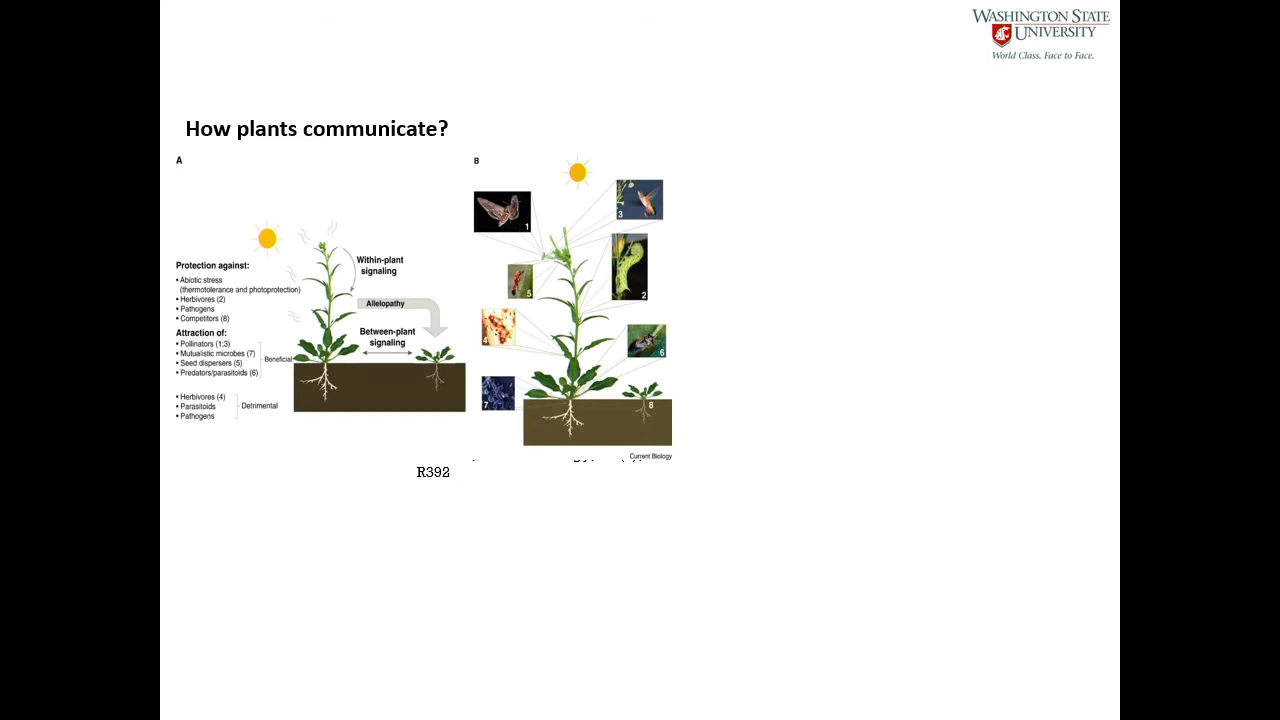 WASHINGTON STATE
UNIVERSITY
World Class. Face to Face.
How plants communicate?
A
Protection against:
• Abiotic stress
(thermotolerance and photoprotection)
• Herbivores (2)
• Pathogens
• Competitors (8)
Attraction of:
• Pollinators (1;3)
• Mutualistic microbes (7)
• Seed dispersers (5)
• Predators/parasitoids (6)
Beneficial
• Herbivores (4)
• Parasitoids
• Pathogens
Detrimental
Within-plant
signaling
Allelopathy
Between-plant
signaling
B
1
3
2
5
4
6
7
8
Current Biology
R392